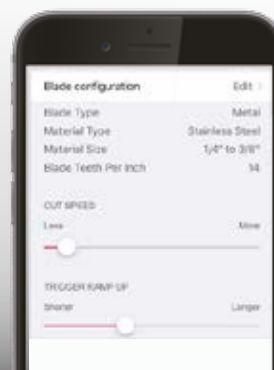 Blade configuration Edit >
Blade Type Metal
Material Type Stainless Steel
Material Size 1/4" to 3/8"
Blade Teeth Per Inch 14
CUT SPEED
Less More
TRIGGER RAMP UP
Shorter Longer